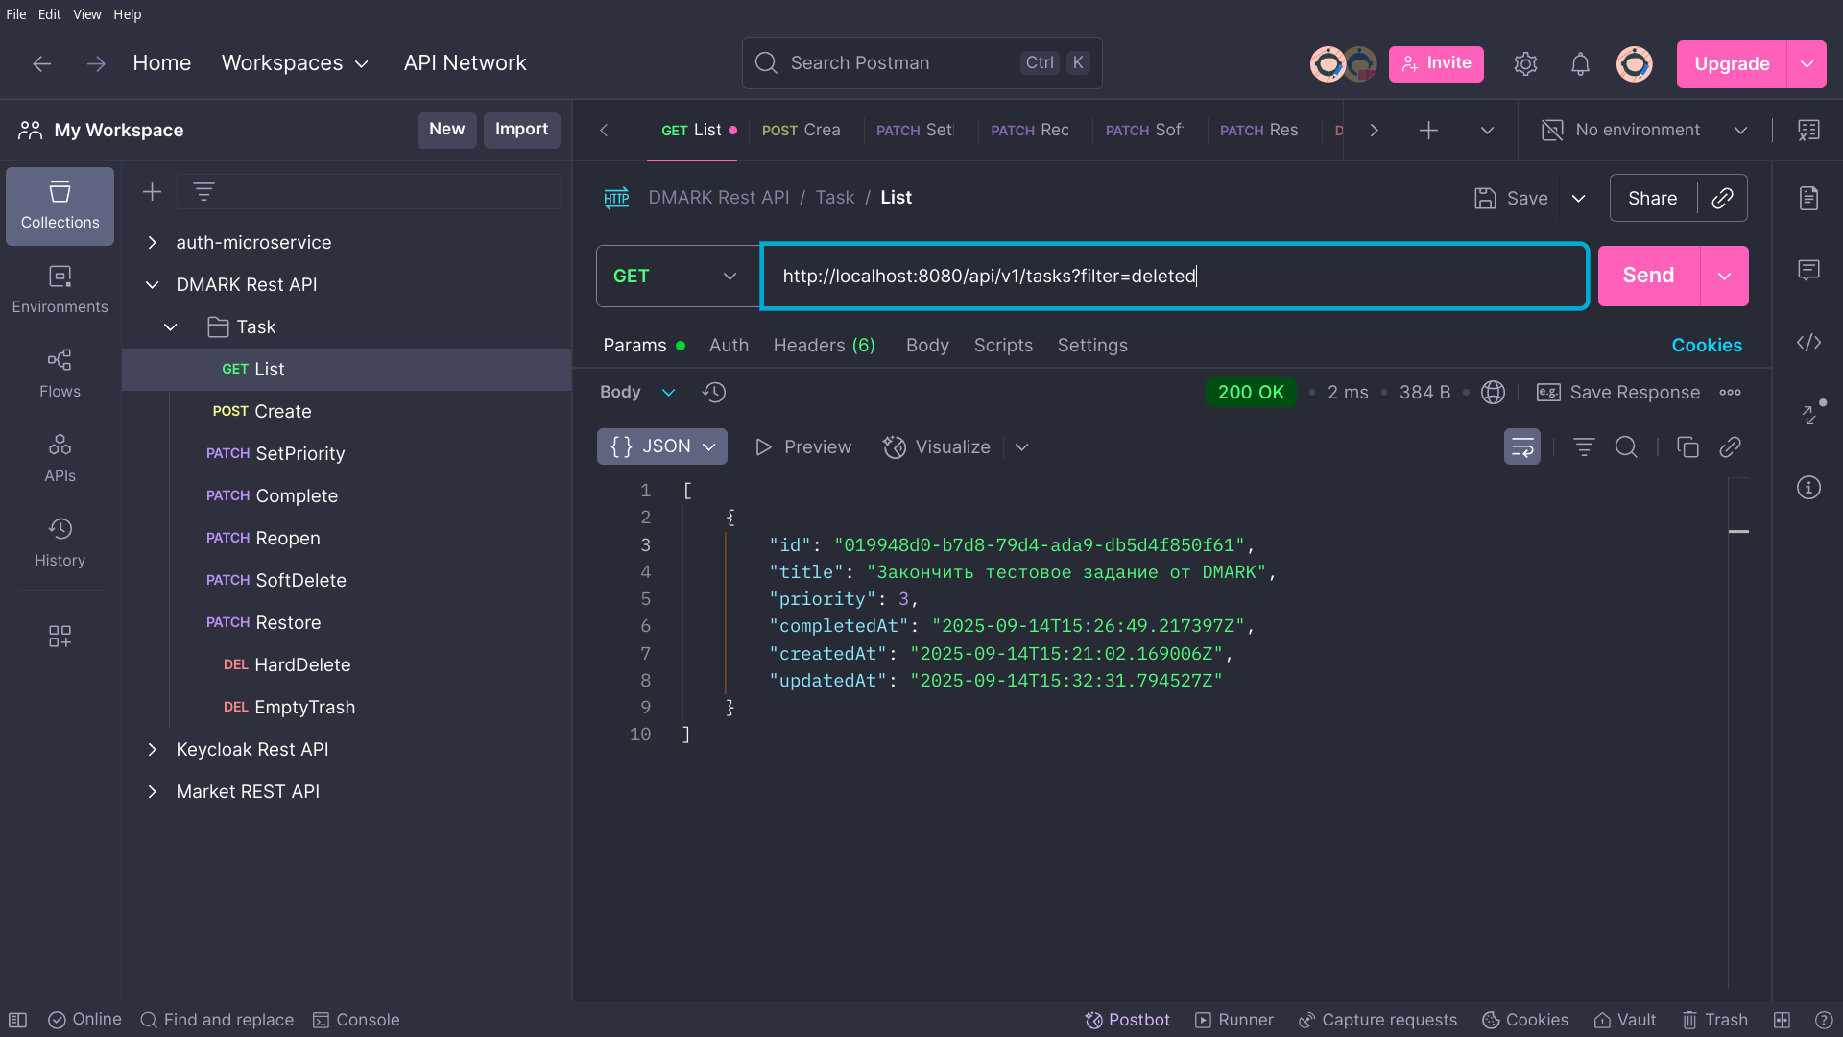 File Edit View Help
Home Workspaces API Network
Search Postman Ctrl K
Invite
Upgrade
My Workspace
New Import
GET List
POST Crea
PATCH Set
PATCH Rec
PATCH Sof
PATCH Res
No environment
Collections
Environments
Flows
APIs
History
auth-microservice
DMARK Rest API
Task
GET List
POST Create
PATCH SetPriority
PATCH Complete
PATCH Reopen
PATCH SoftDelete
PATCH Restore
DEL HardDelete
DEL EmptyTrash
Keycloak Rest API
Market REST API
HTTP DMARK Rest API / Task / List
Save
Share
GET http://localhost:8080/api/v1/tasks?filter=deleted
Send
Params Auth Headers (6) Body Scripts Settings Cookies
Body 200 OK 2 ms 384 B e.g. Save Response
{} JSON Preview Visualize
1 [
2 {
3 "id": "019948d0-b7d8-79d4-ada9-db5d4f850f61",
4 "title": "Закончить тестовое задание от DMARK",
5 "priority": 3,
6 "completedAt": "2025-09-14T15:26:49.217397Z",
7 "createdAt": "2025-09-14T15:21:02.169006Z",
8 "updatedAt": "2025-09-14T15:32:31.794527Z"
9 }
10 ]
Online Find and replace Console
Postbot Runner Capture requests Cookies Vault Trash